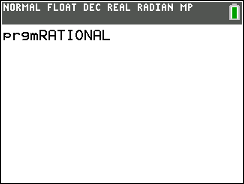 NORMAL FLOAT DEC REAL RADIAN MP
prgmRATIONAL